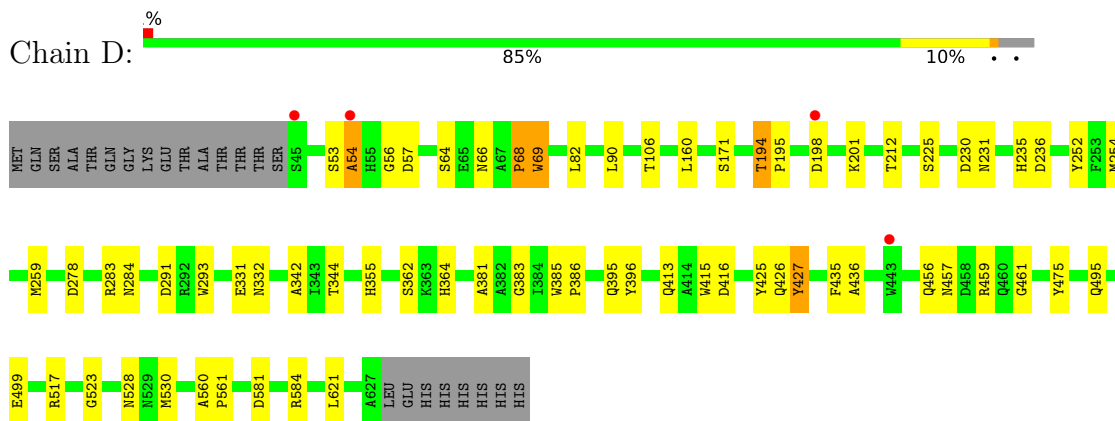 .%
Chain D:
85% 10% • •
MET GLN SER ALA THR GLN GLY LYS GLU THR ALA THR THR THR SER S45 S53 A54 H55 G56 D57 S64 E65 N66 A67 P68 W69 L82 L90 T106 L160 S171 T194 P195 D198 K201 T212 S225 D230 N231 H235 D236 Y252 F253 M254
M259 D278 R283 N284 D291 R292 W293 E331 N332 A342 I343 T344 H355 S362 K363 H364 A381 A382 G383 I384 W385 P386 Q395 Y396 Q413 A414 W415 D416 Y425 Q426 Y427 F435 A436 W443 Q456 N457 D458 R459 Q460 G461 Y475 Q495
E499 R517 G523 N528 N529 M530 A560 P561 D581 R584 L621 A627 LEU GLU HIS HIS HIS HIS HIS HIS